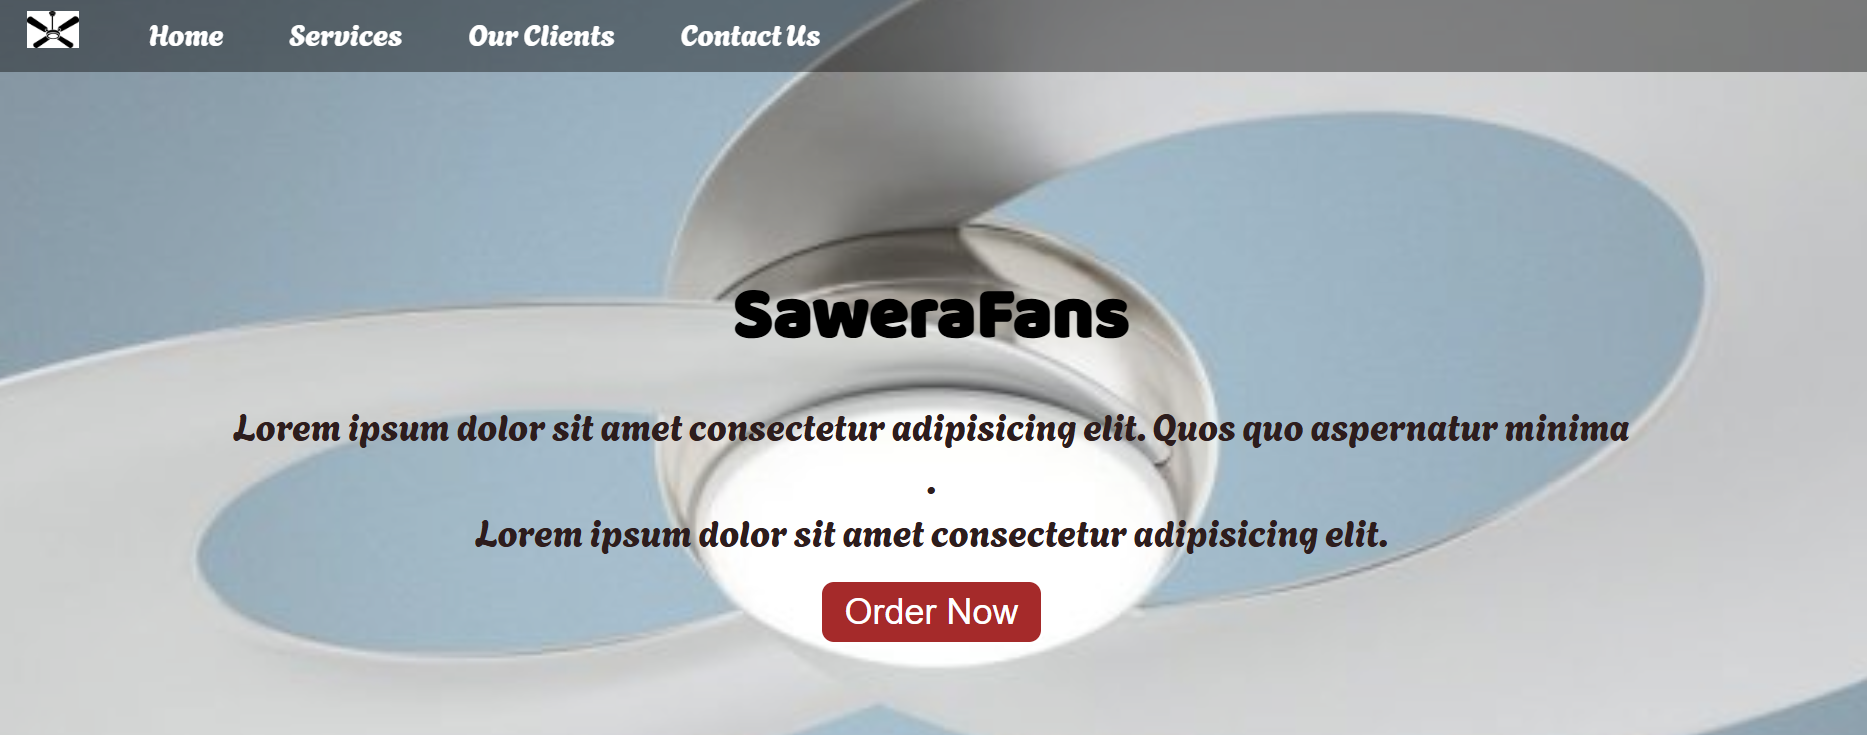 Home Services Our Clients Contact Us
SaweraFans
Lorem ipsum dolor sit amet consectetur adipisicing elit. Quos quo aspernatur minima
.
Lorem ipsum dolor sit amet consectetur adipisicing elit.
Order Now